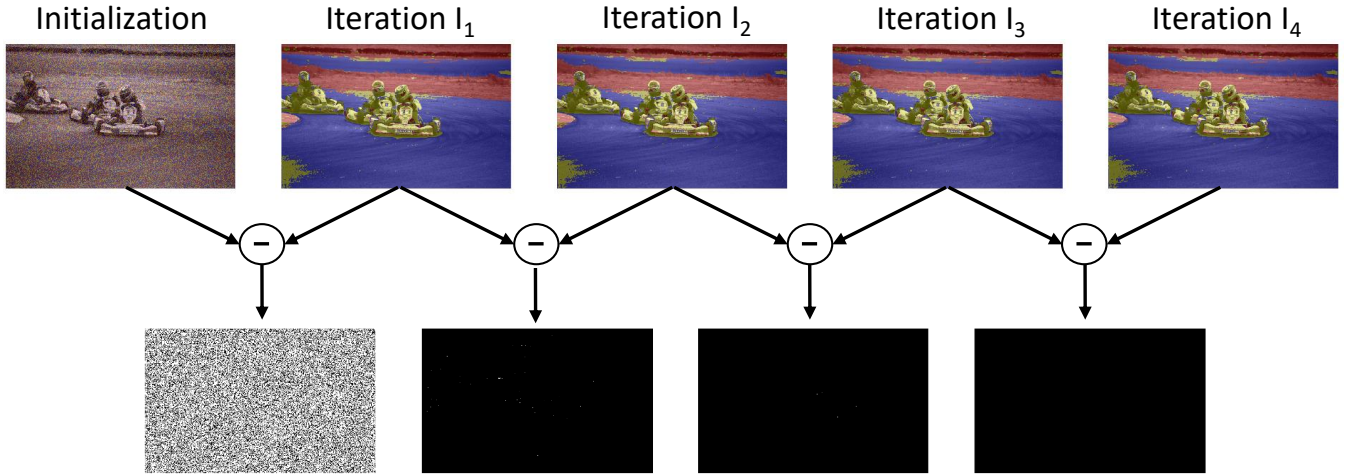 Initialization
Iteration I₁
Iteration I₂
Iteration I₃
Iteration I₄
−
−
−
−